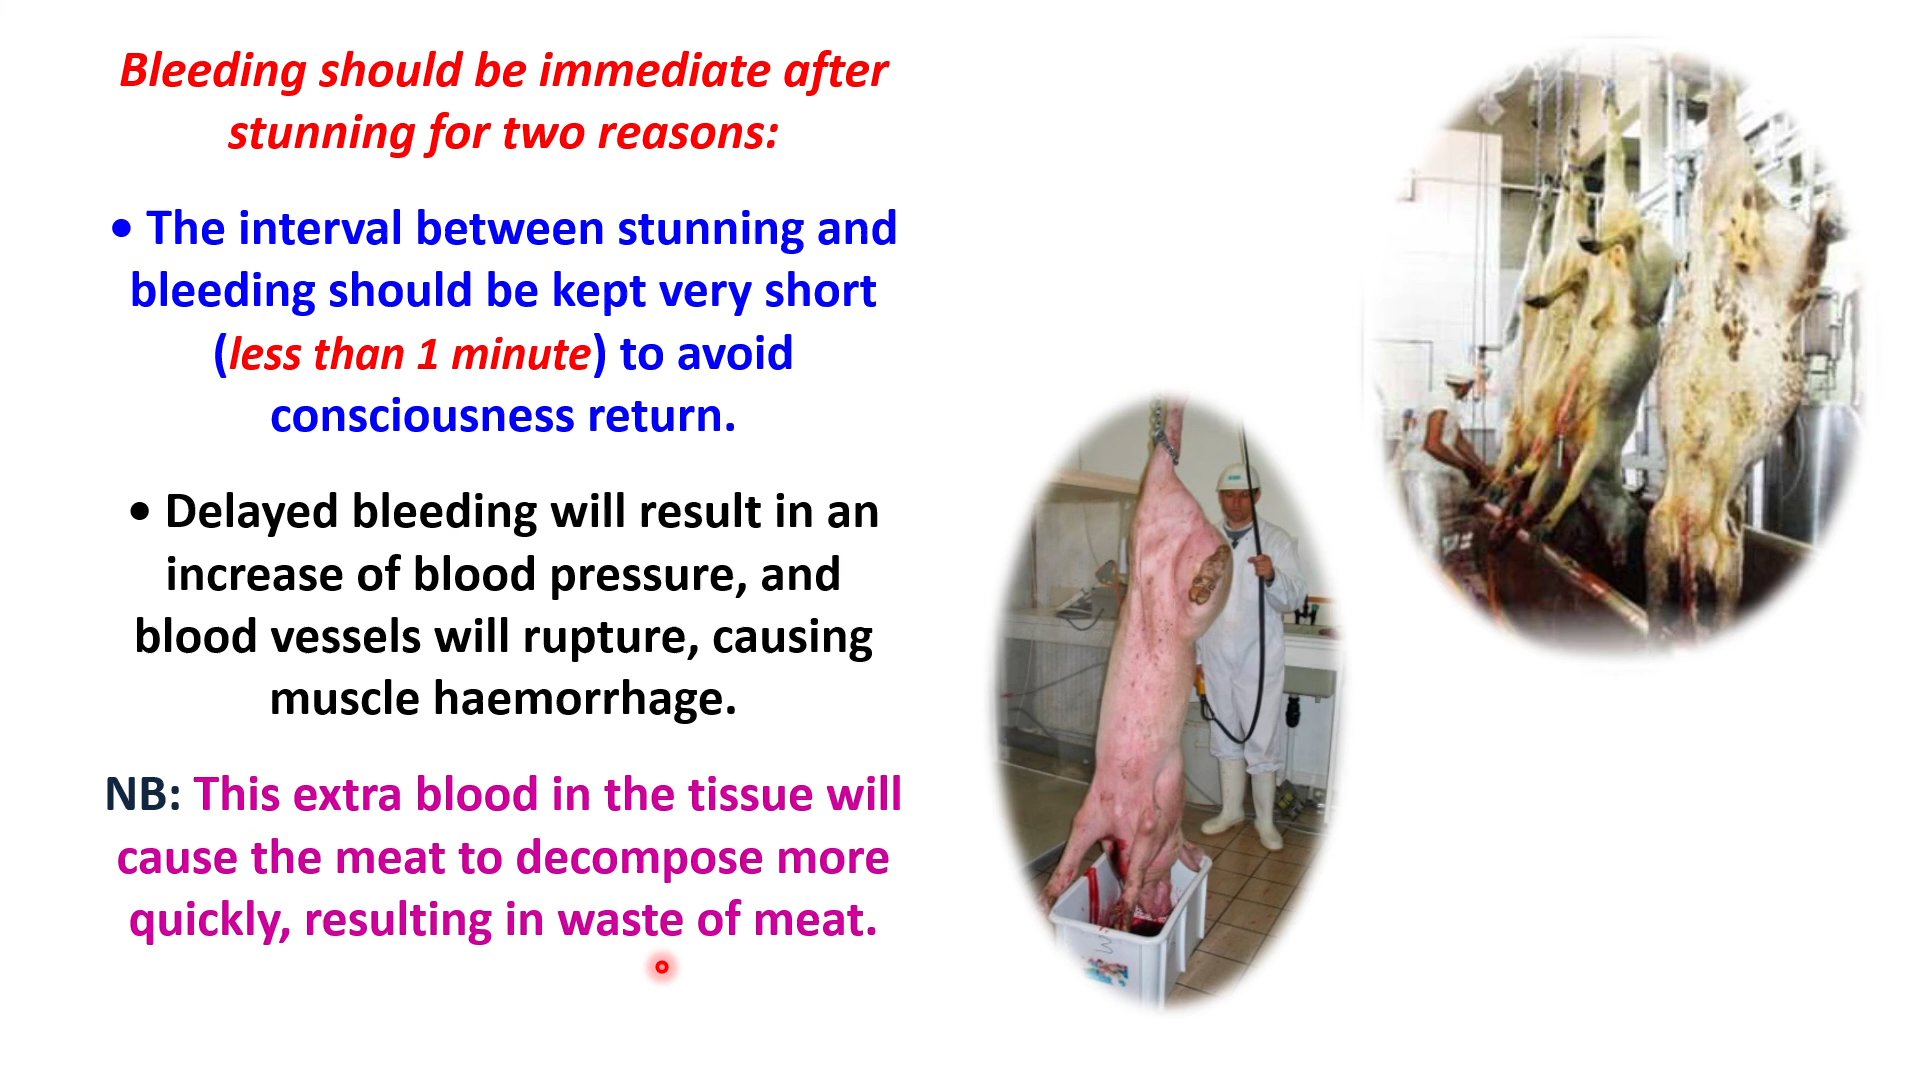 Bleeding should be immediate after
stunning for two reasons:
• The interval between stunning and
bleeding should be kept very short
(less than 1 minute) to avoid
consciousness return.
• Delayed bleeding will result in an
increase of blood pressure, and
blood vessels will rupture, causing
muscle haemorrhage.
NB: This extra blood in the tissue will
cause the meat to decompose more
quickly, resulting in waste of meat.